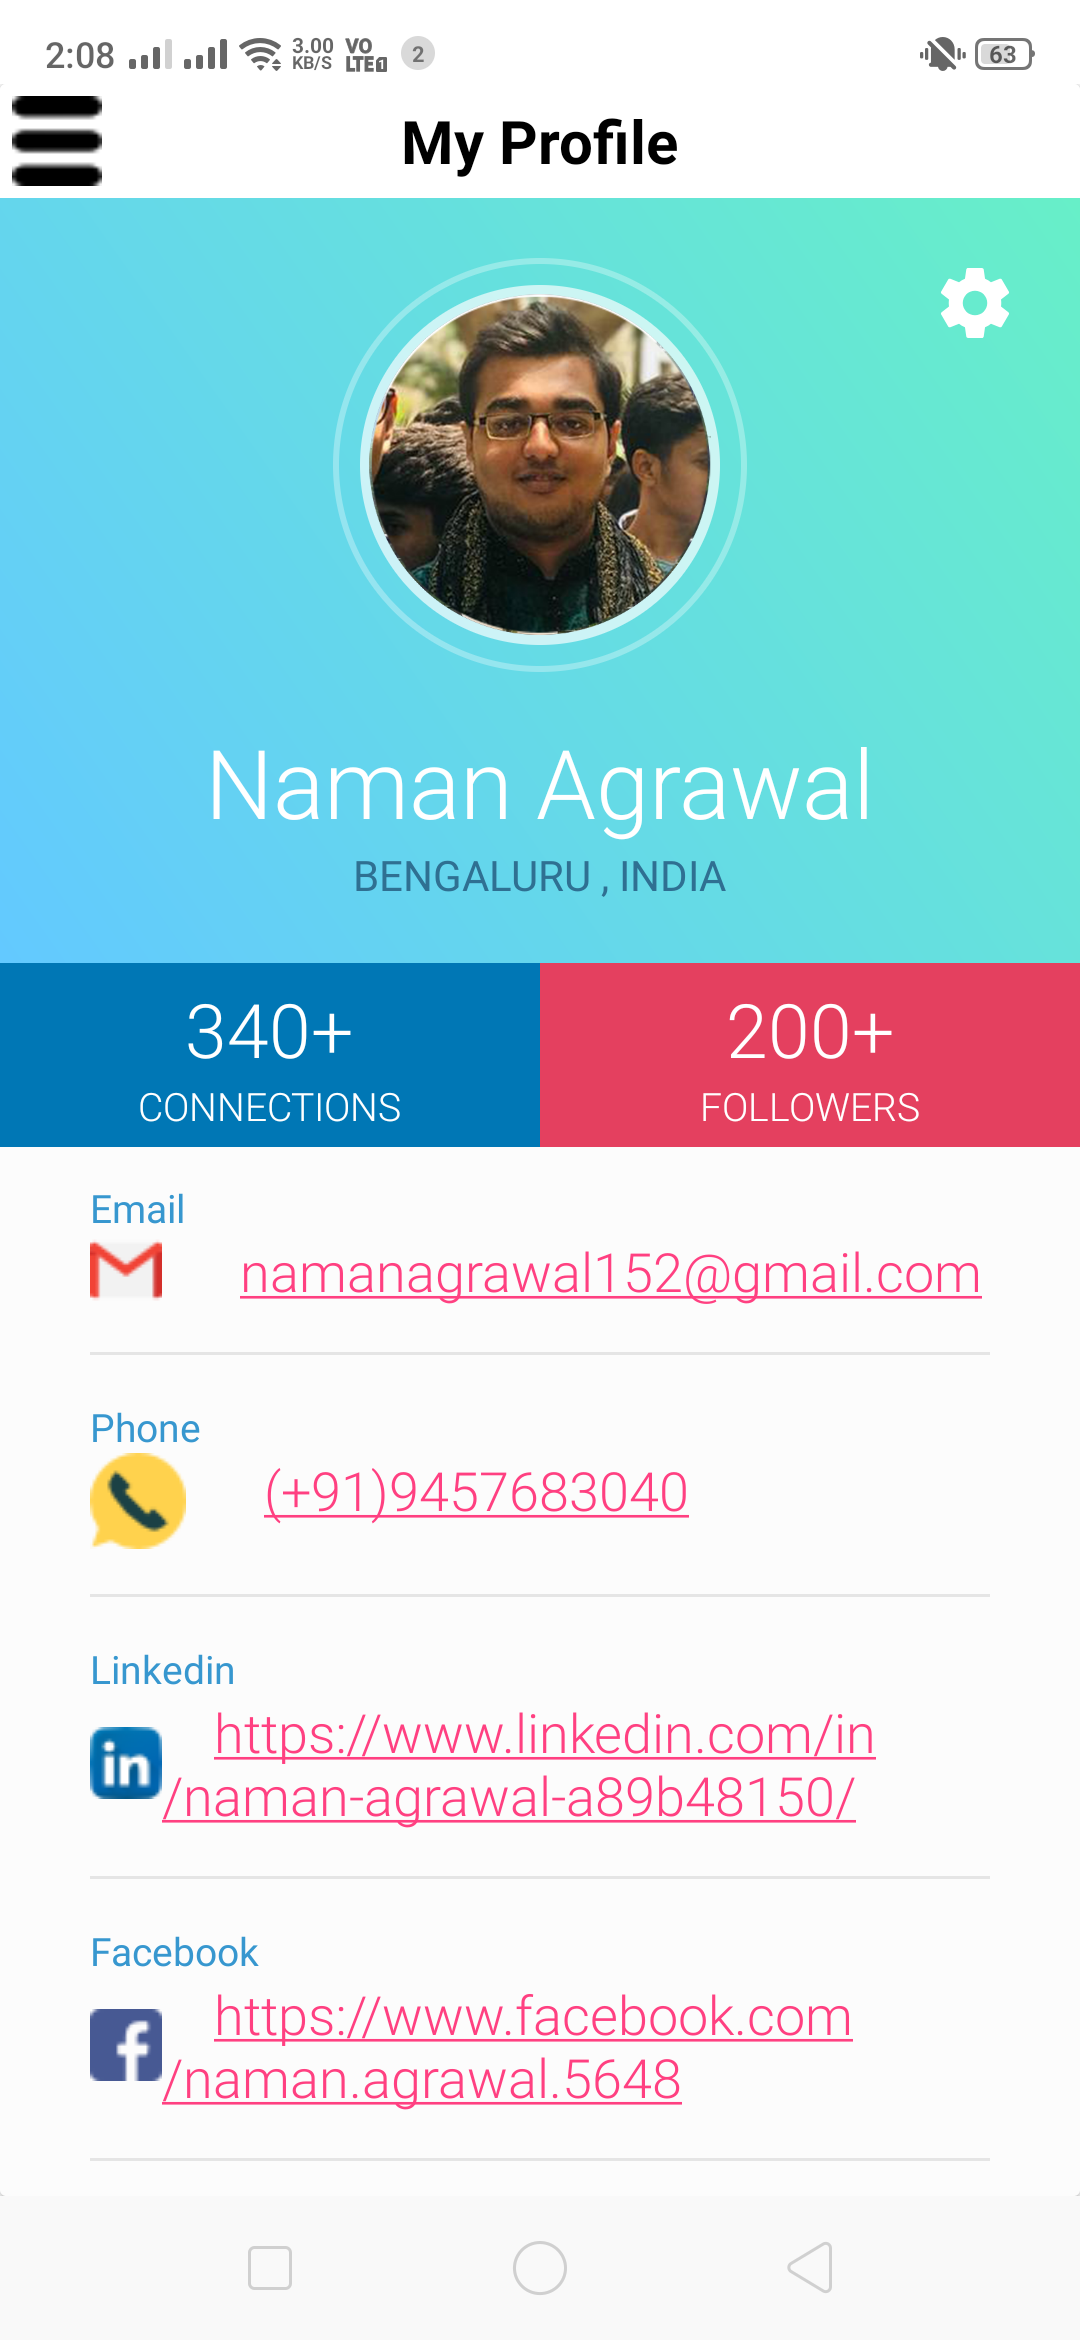 2:08 3.00 KB/S VO LTE1 2 63
My Profile
Naman Agrawal
BENGALURU , INDIA
340+ 200+
CONNECTIONS FOLLOWERS
Email
namanagrawal152@gmail.com
Phone
(+91)9457683040
Linkedin
in https://www.linkedin.com/in
/naman-agrawal-a89b48150/
Facebook
f https://www.facebook.com
/naman.agrawal.5648